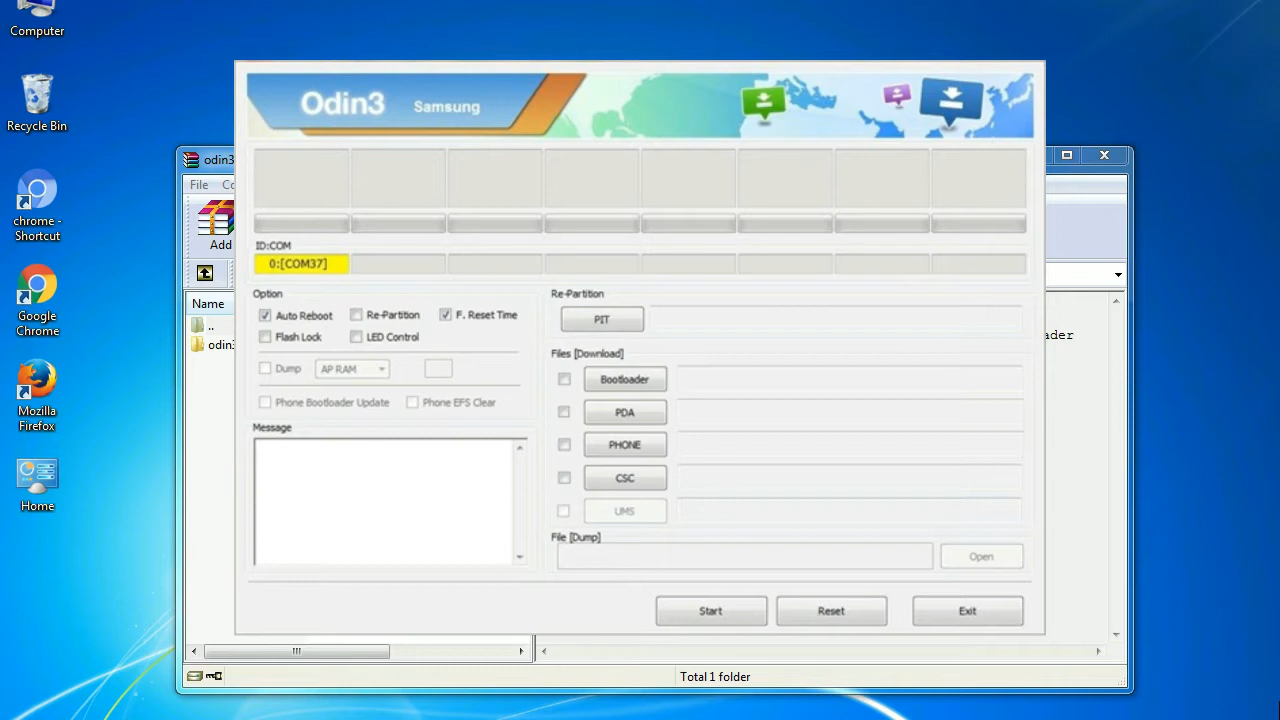 Computer
Recycle Bin
chrome -
Shortcut
Google
Chrome
Mozilla
Firefox
Home
odin3
File Co
Add
Name
..
odin3
ader
Total 1 folder
Odin3 Samsung
ID:COM
0:[COM37]
Option
Auto Reboot Re-Partition F. Reset Time
Flash Lock LED Control
Dump AP RAM
Phone Bootloader Update Phone EFS Clear
Message
Re-Partition
PIT
Files [Download]
Bootloader
PDA
PHONE
CSC
UMS
File [Dump]
Open
Start Reset Exit